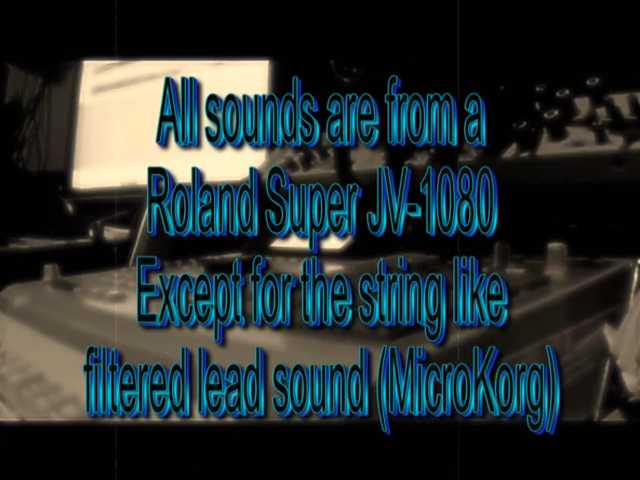 All sounds are from a
Roland Super JV-1080
Except for the string like
filtered lead sound (MicroKorg)